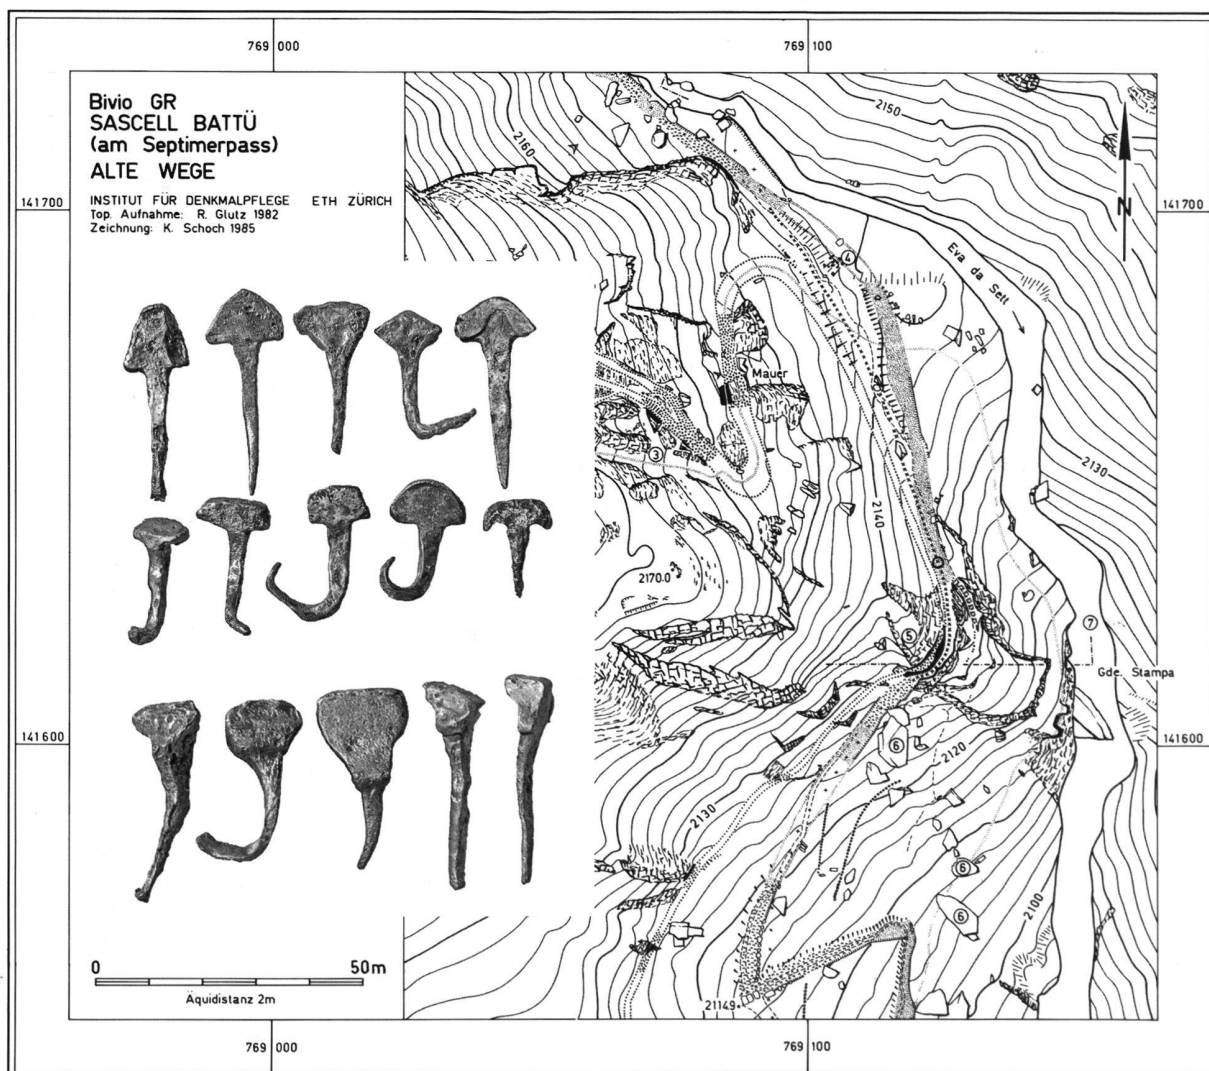 769 000
769 100
Bivio GR
SASCELL BATTÜ
(am Septimerpass)
ALTE WEGE
INSTITUT FÜR DENKMALPFLEGE ETH ZÜRICH
Top. Aufnahme: R. Glutz 1982
Zeichnung: K. Schoch 1985
141700
141700
2150
2160
N
4
Eva da Sett
Mauer
3
2130
2140
2170.0
5
7
Gde. Stampa
141600
141600
6
2120
2130
6
6
2100
2114.9
0
50m
Äquidistanz 2m
769 000
769 100